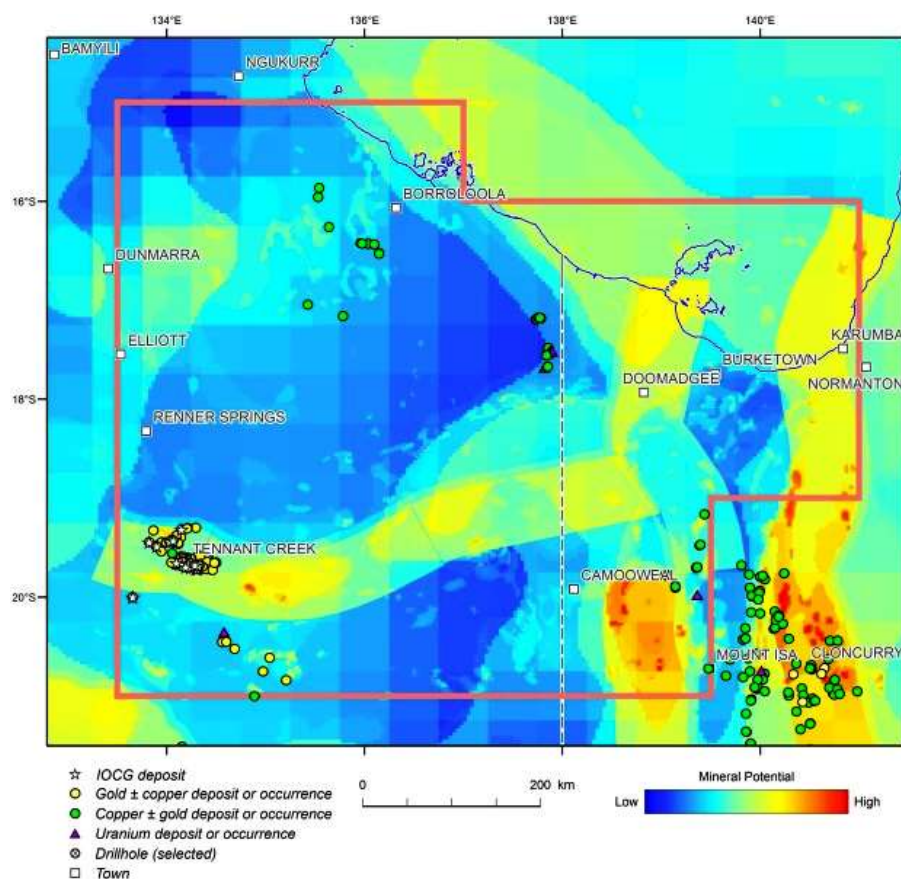 134°E 136°E 138°E 140°E
BAMYILI
NGUKURR
16°S
BORROLOOLA
DUNMARRA
KARUMBA
ELLIOTT
BURKETOWN
NORMANTON
DOOMADGEE
18°S
RENNER SPRINGS
TENNANT CREEK
CAMOOWEAL
20°S
MOUNT ISA
CLONCURRY
IOCG deposit
Gold ± copper deposit or occurrence
Copper ± gold deposit or occurrence
Uranium deposit or occurrence
Drillhole (selected)
Town
0 200 km
Mineral Potential
Low High